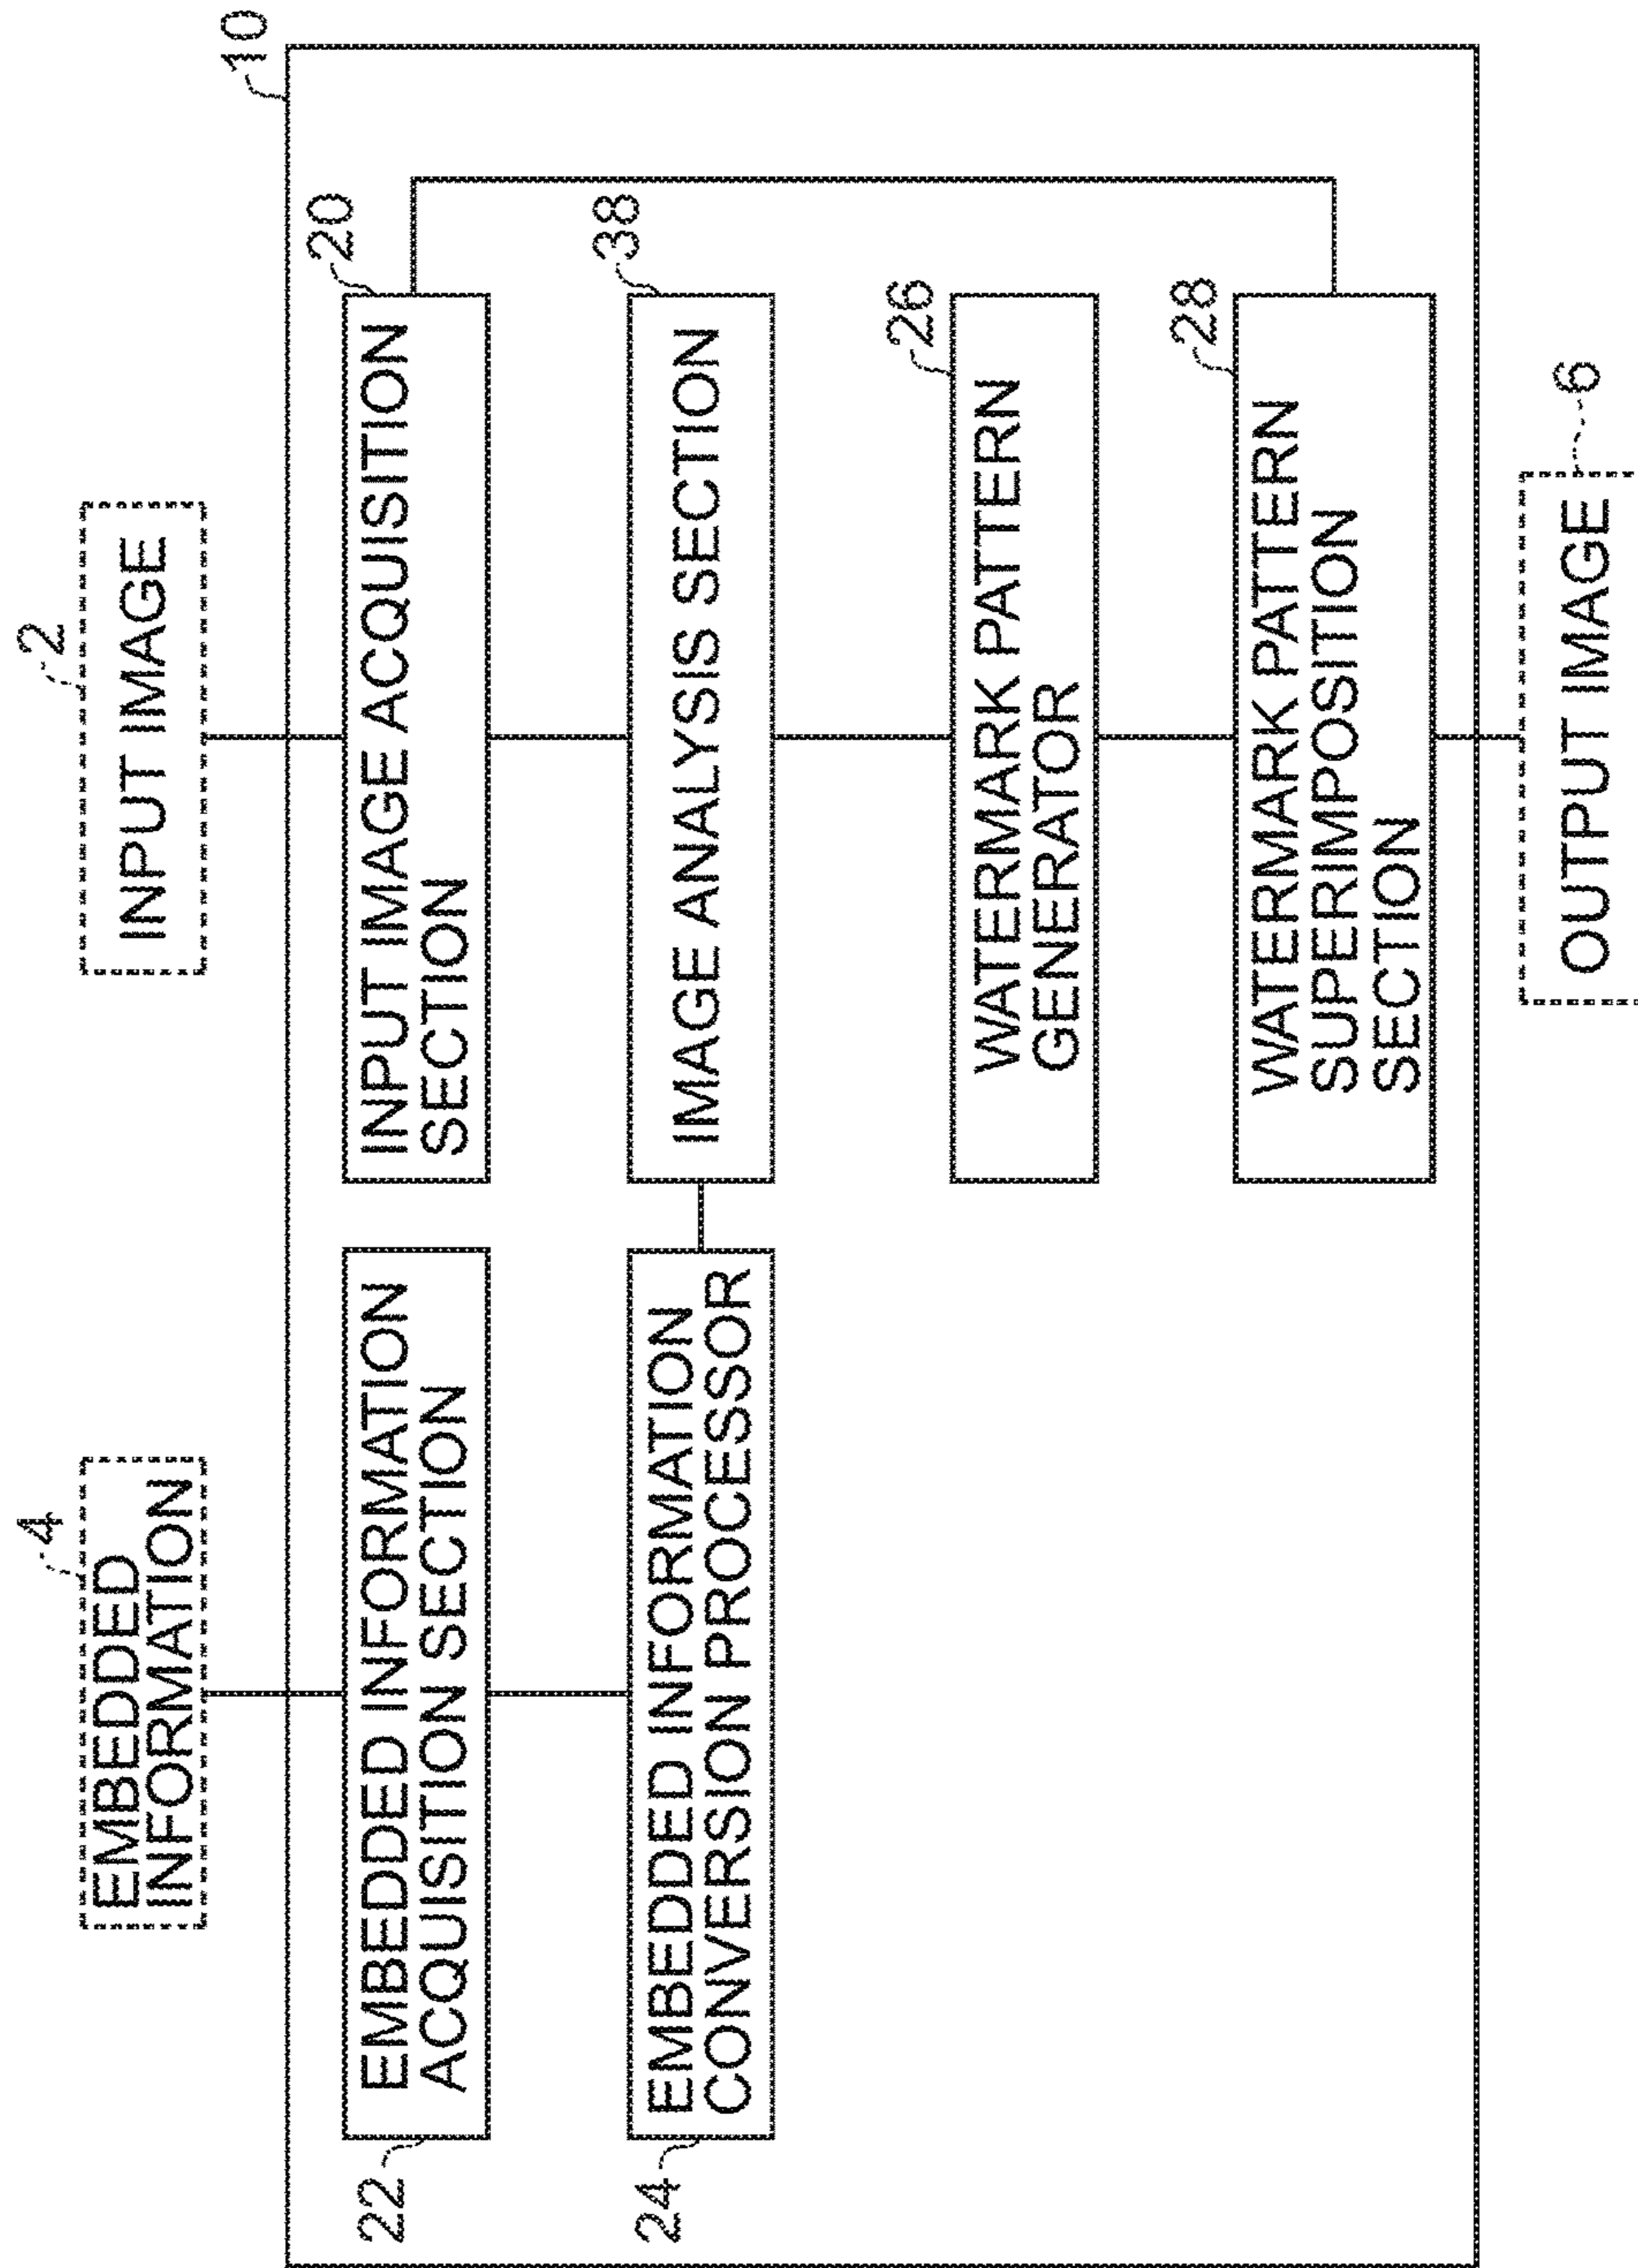 10
4
EMBEDDED
INFORMATION
2
INPUT IMAGE
22
EMBEDDED INFORMATION
ACQUISITION SECTION
20
INPUT IMAGE ACQUISITION
SECTION
24
EMBEDDED INFORMATION
CONVERSION PROCESSOR
38
IMAGE ANALYSIS SECTION
26
WATERMARK PATTERN
GENERATOR
28
WATERMARK PATTERN
SUPERIMPOSITION
SECTION
6
OUTPUT IMAGE